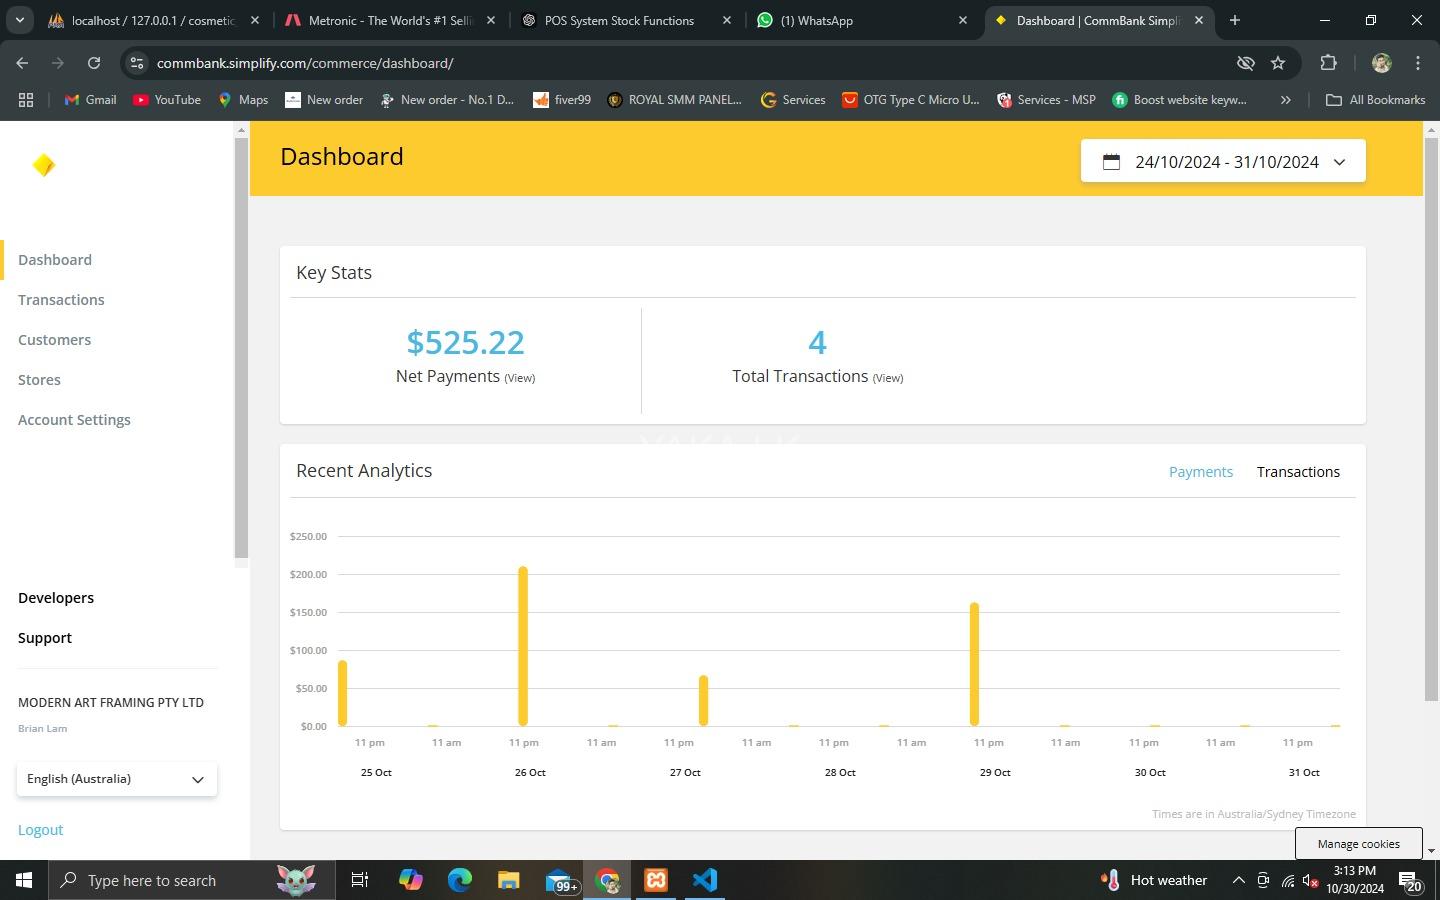 localhost / 127.0.0.1 / cosmetic
Metronic - The World's #1 Selli
POS System Stock Functions
(1) WhatsApp
Dashboard | CommBank Simpli
commbank.simplify.com/commerce/dashboard/
Gmail
YouTube
Maps
New order
New order - No.1 D...
fiver99
ROYAL SMM PANEL...
Services
OTG Type C Micro U...
Services - MSP
Boost website keyw...
All Bookmarks
Dashboard
24/10/2024 - 31/10/2024
Dashboard
Transactions
Customers
Stores
Account Settings
Developers
Support
MODERN ART FRAMING PTY LTD
Brian Lam
English (Australia)
Logout
Key Stats
$525.22
Net Payments (View)
4
Total Transactions (View)
Recent Analytics
Payments
Transactions
$250.00
$200.00
$150.00
$100.00
$50.00
$0.00
11 pm 11 am 11 pm 11 am 11 pm 11 am 11 pm 11 am 11 pm 11 am 11 pm 11 am 11 pm
25 Oct 26 Oct 27 Oct 28 Oct 29 Oct 30 Oct 31 Oct
Times are in Australia/Sydney Timezone
Manage cookies
Type here to search
99+
Hot weather
3:13 PM
10/30/2024
20